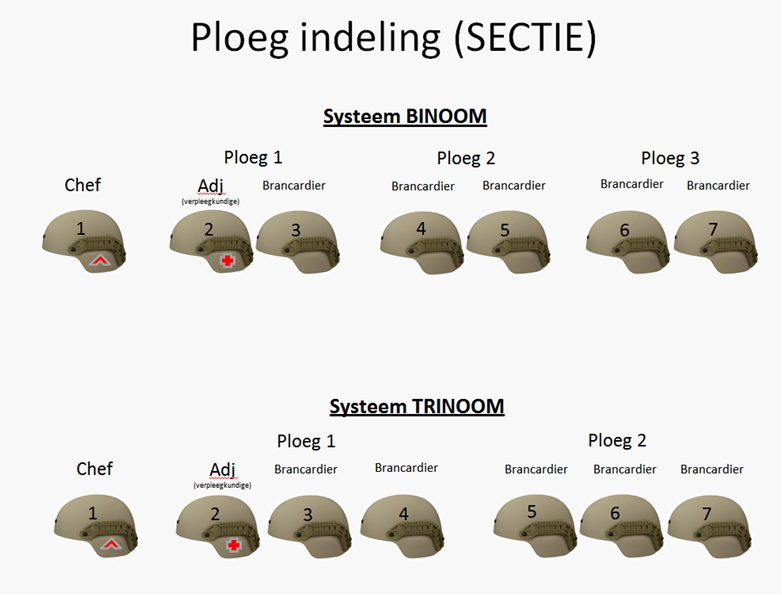 Ploeg indeling (SECTIE)
Systeem BINOOM
Ploeg 1
Ploeg 2
Ploeg 3
Chef
Adj
(verpleegkundige)
Brancardier
Brancardier
Brancardier
Brancardier
Brancardier
1
2
3
4
5
6
7
Systeem TRINOOM
Ploeg 1
Ploeg 2
Chef
Adj
(verpleegkundige)
Brancardier
Brancardier
Brancardier
Brancardier
Brancardier
1
2
3
4
5
6
7